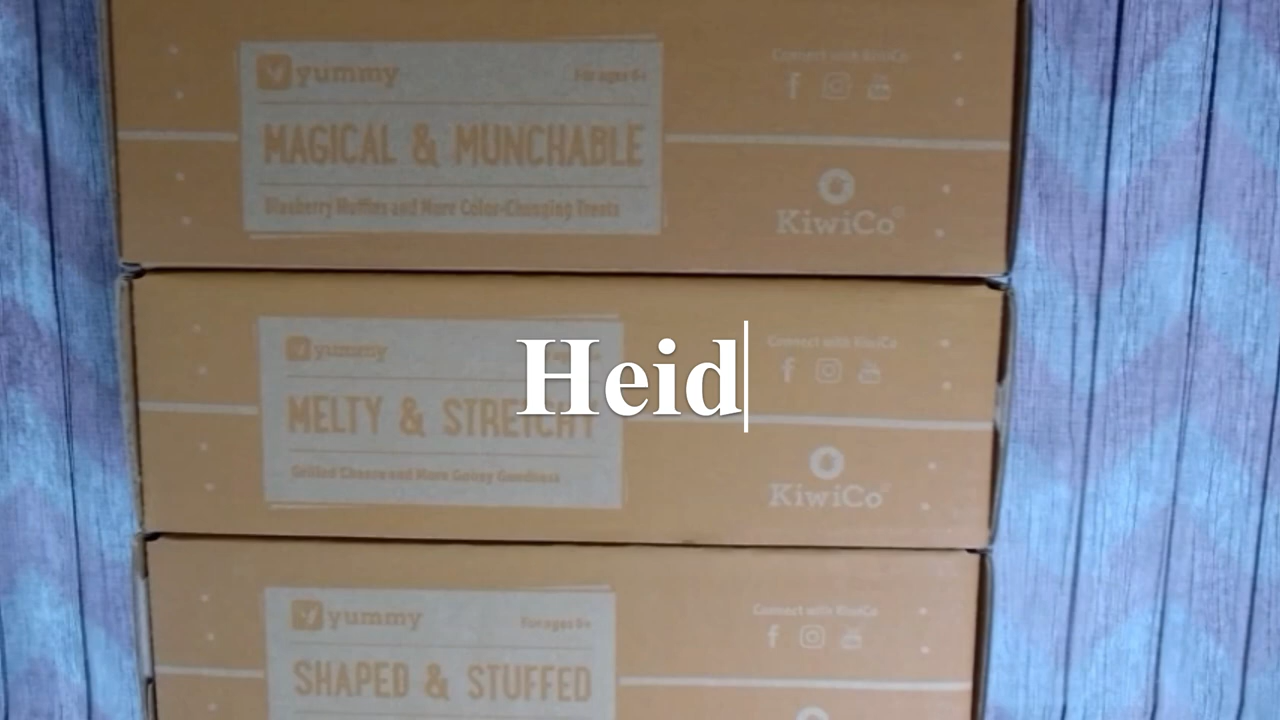 yummy
For ages 6+
MAGICAL & MUNCHABLE
Blueberry Muffins and More Color-Changing Treats
Connect with KiwiCo
KiwiCo
yummy
MELTY & STRETCHY
Grilled Cheese and More Gooey Goodness
Connect with KiwiCo
KiwiCo
Heid
yummy
For ages 6+
SHAPED & STUFFED
Connect with KiwiCo